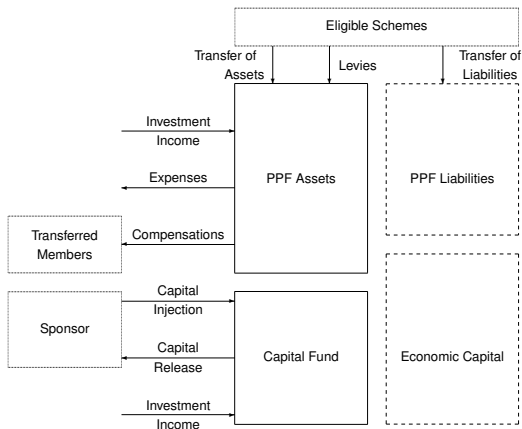 Eligible Schemes
Transfer of
Assets
Levies
Transfer of
Liabilities
Investment
Income
Expenses
PPF Assets
PPF Liabilities
Transferred
Members
Compensations
Capital
Injection
Sponsor
Capital
Release
Capital Fund
Economic Capital
Investment
Income